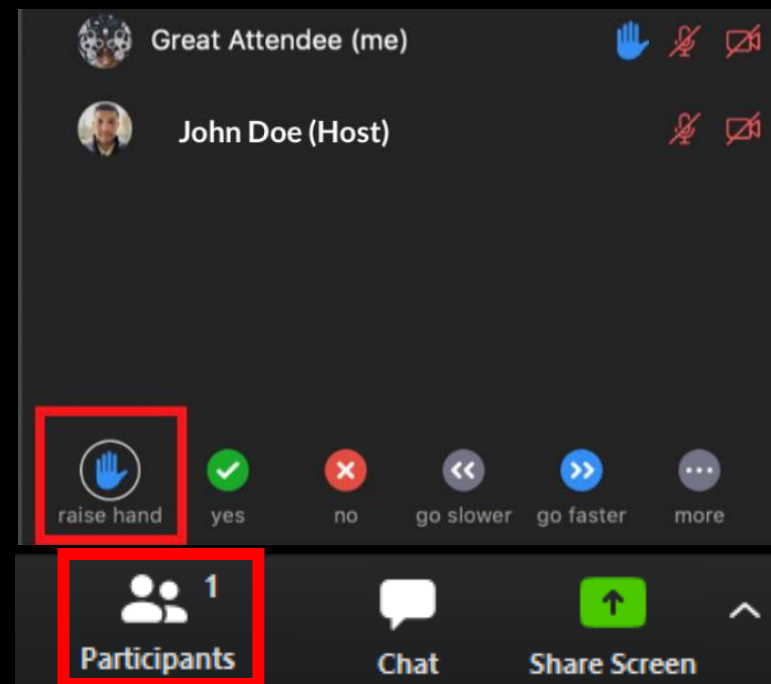 Great Attendee (me)
John Doe (Host)
raise hand yes no go slower go faster more
1
Participants Chat Share Screen